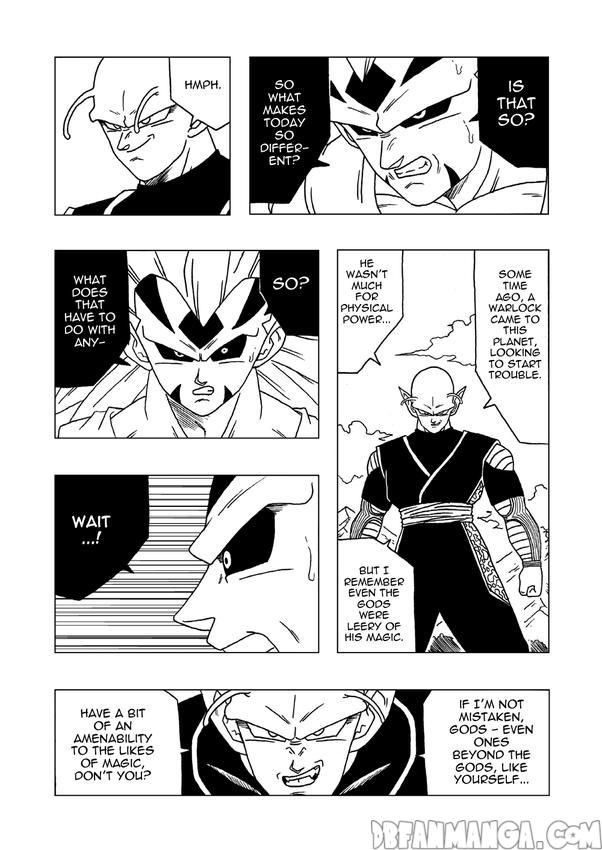 IS
THAT
SO?
SO
WHAT
MAKES
TODAY
SO
DIFFER-
ENT?
HMPH.
SOME
TIME
AGO, A
WARLOCK
CAME TO
THIS
PLANET,
LOOKING
TO START
TROUBLE.
HE
WASN'T
MUCH
FOR
PHYSICAL
POWER...
BUT I
REMEMBER
EVEN THE
GODS
WERE
LEERY OF
HIS MAGIC.
SO?
WHAT
DOES
THAT
HAVE TO
DO WITH
ANY-
WAIT
...!
IF I'M NOT
MISTAKEN,
GODS - EVEN
ONES
BEYOND
THE GODS,
LIKE
YOURSELF...
HAVE A BIT
OF AN
AMENABILITY
TO THE LIKES
OF MAGIC,
DON'T YOU?
DBFANMANGA.COM